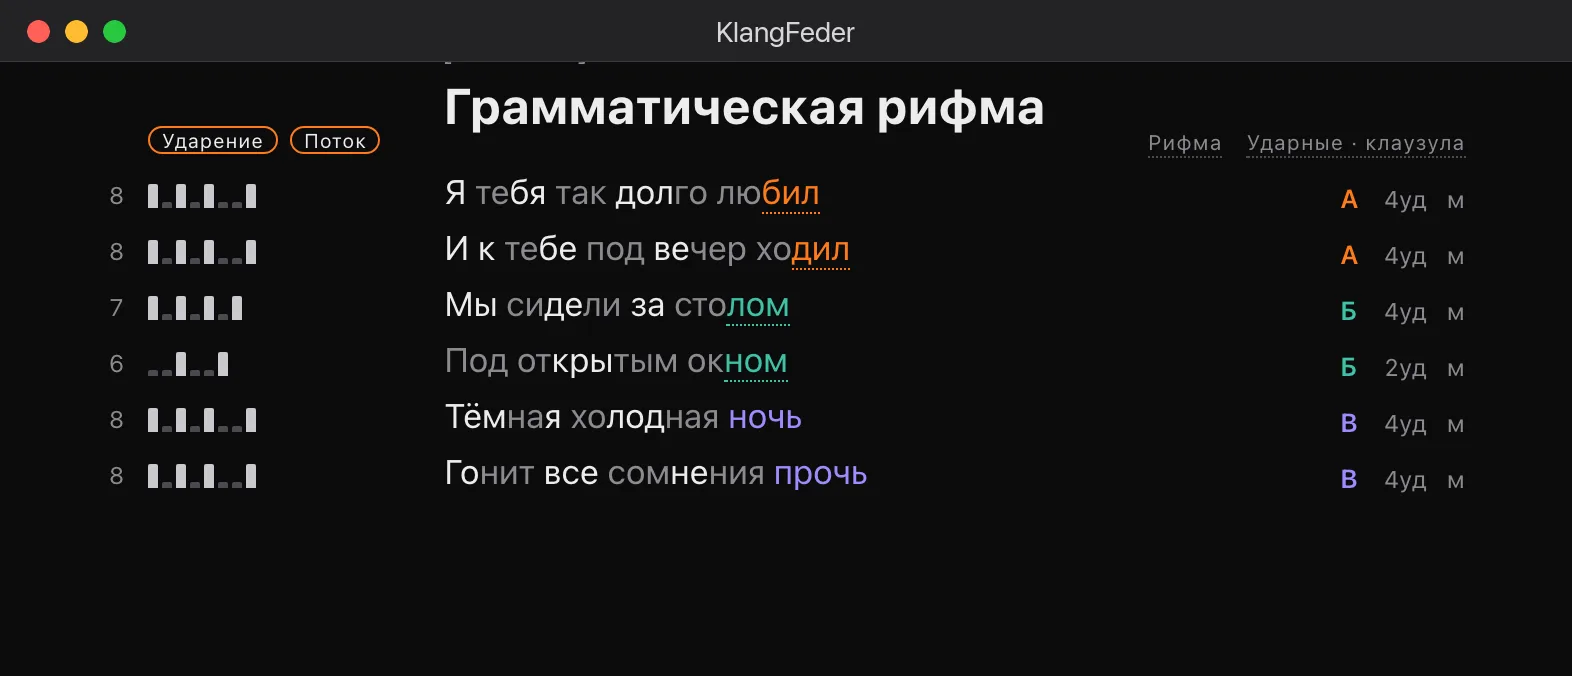 KlangFeder
Грамматическая рифма
Ударение Поток Рифма Ударные · клаузула
8 Я тебя так долго любил А 4уд м
8 И к тебе под вечер ходил А 4уд м
7 Мы сидели за столом Б 4уд м
6 Под открытым окном Б 2уд м
8 Тёмная холодная ночь В 4уд м
8 Гонит все сомнения прочь В 4уд м